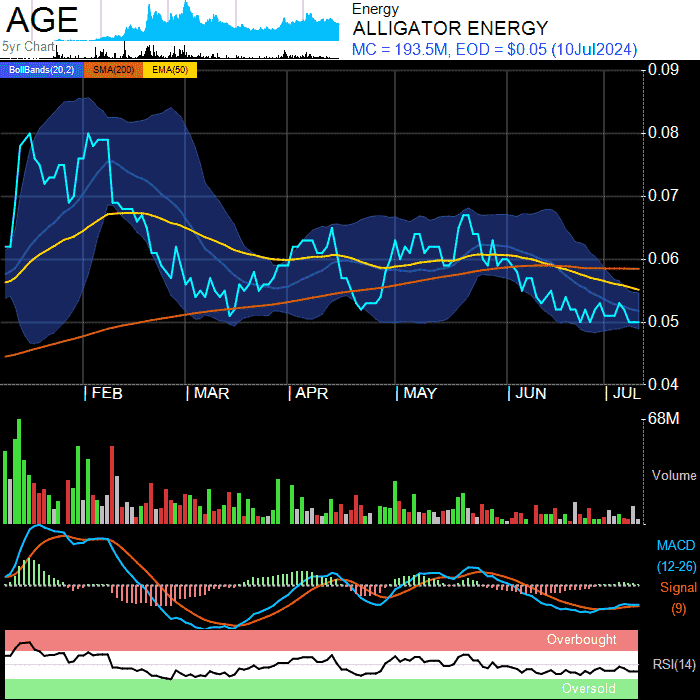 AGE
5yr Chart
Energy
ALLIGATOR ENERGY
MC = 193.5M, EOD = $0.05 (10Jul2024)
BollBands(20,2) SMA(200) EMA(50)
0.09
0.08
0.07
0.06
0.05
0.04
FEB MAR APR MAY JUN JUL
68M
Volume
MACD
(12-26)
Signal
(9)
Overbought
RSI(14)
Oversold